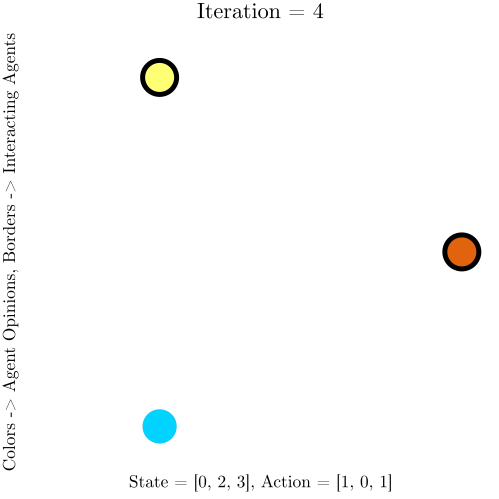 Iteration = 4
Colors -> Agent Opinions, Borders -> Interacting Agents
State = [0, 2, 3], Action = [1, 0, 1]